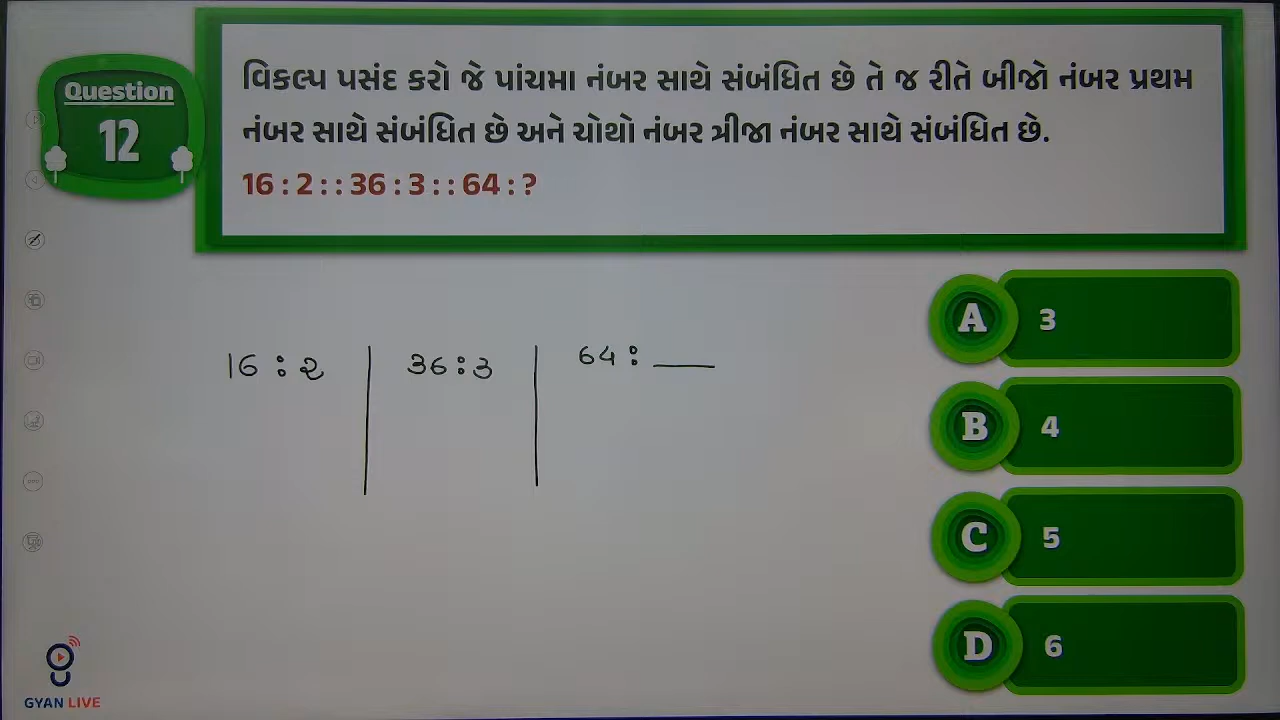 Question
12
વિકલ્પ પસંદ કરો જે પાંચમા નંબર સાથે સંબંધિત છે તે જ રીતે બીજો નંબર પ્રથમ
નંબર સાથે સંબંધિત છે અને ચોથો નંબર ત્રીજા નંબર સાથે સંબંધિત છે.
16 : 2 : : 36 : 3 : : 64 : ?
16 : ૨
36 : ૩
64 : ___
A 3
B 4
C 5
D 6
GYAN LIVE